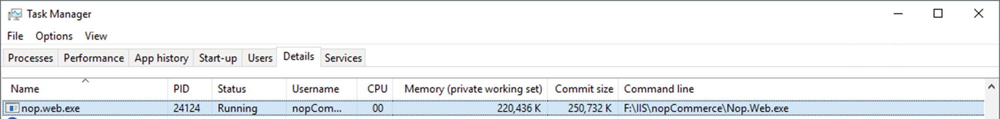 Task Manager
File Options View
Processes Performance App history Start-up Users Details Services
Name PID Status Username CPU Memory (private working set) Commit size Command line
nop.web.exe 24124 Running nopCom... 00 220,436 K 250,732 K F:\IIS\nopCommerce\Nop.Web.exe